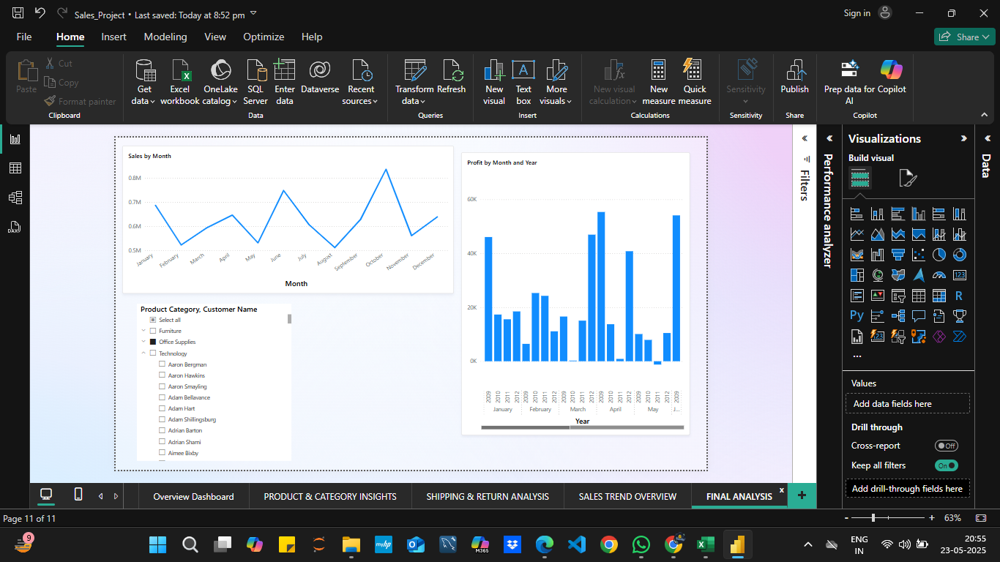 Sales_Project • Last saved: Today at 8:52 pm
Sign in
File Home Insert Modeling View Optimize Help
Share
Paste
Cut
Copy
Format painter
Clipboard
Get data
Excel workbook
OneLake catalog
SQL Server
Enter data
Dataverse
Recent sources
Data
Transform data
Refresh
Queries
New visual
Text box
More visuals
Insert
New visual calculation
New measure
Quick measure
Calculations
Sensitivity
Sensitivity
Publish
Share
Prep data for AI
Copilot
Copilot
Sales by Month
0.8M
0.7M
0.6M
0.5M
January February March April May June July August September October November December
Month
Product Category, Customer Name
Select all
Furniture
Office Supplies
Technology
Aaron Bergman
Aaron Hawkins
Aaron Smayling
Adam Bellavance
Adam Hart
Adam Shillingsburg
Adrian Barton
Adrian Shami
Aimee Bixby
Profit by Month and Year
60K
40K
20K
0K
2009 2010 2011 2012 2009 2010 2011 2012 2009 2010 2011 2012 2009 2010 2011 2012 2009 2010 2011 2012 2009
January February March April May J...
Year
Filters
Performance analyzer
Visualizations
Build visual
123
R
Py
123
...
Values
Add data fields here
Drill through
Cross-report
Off
Keep all filters
On
Add drill-through fields here
Data
Overview Dashboard
PRODUCT & CATEGORY INSIGHTS
SHIPPING & RETURN ANALYSIS
SALES TREND OVERVIEW
FINAL ANALYSIS
x
+
Page 11 of 11
- + 63%
9
myhp
M365
ENG
IN
20:55
23-05-2025